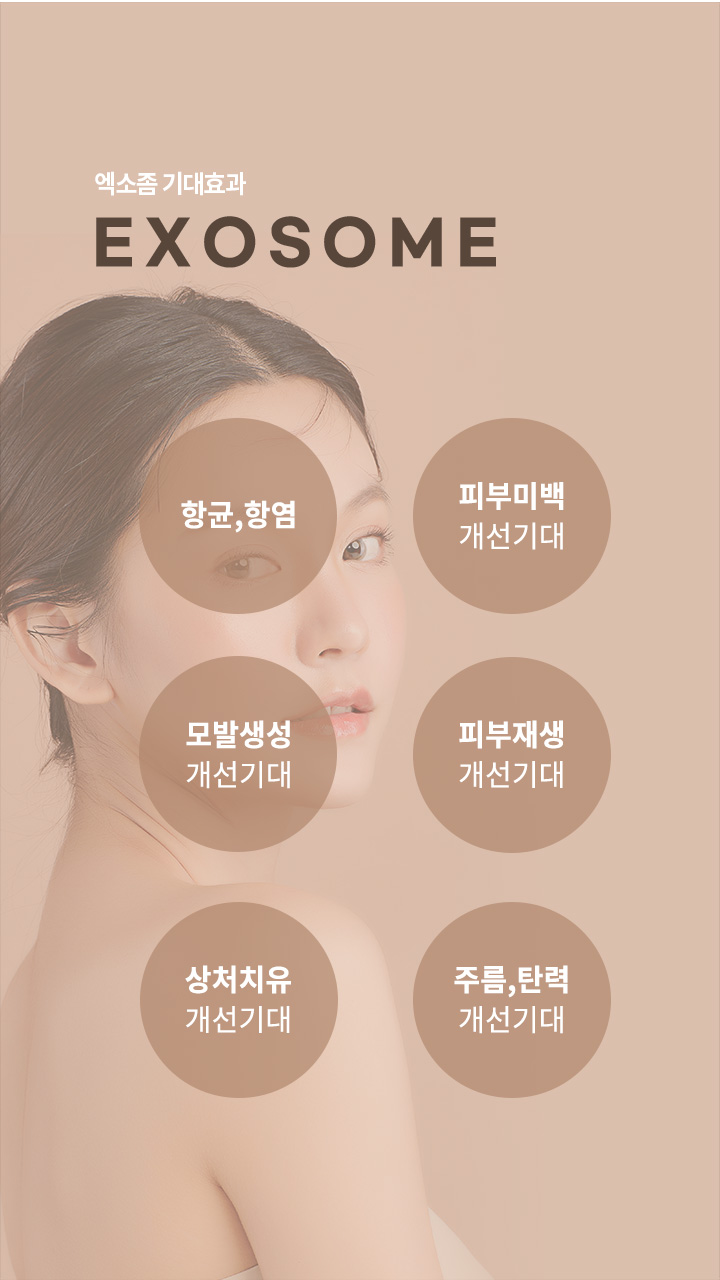 엑소좀 기대효과
EXOSOME
항균,항염
피부미백
개선기대
모발생성
개선기대
피부재생
개선기대
상처치유
개선기대
주름,탄력
개선기대